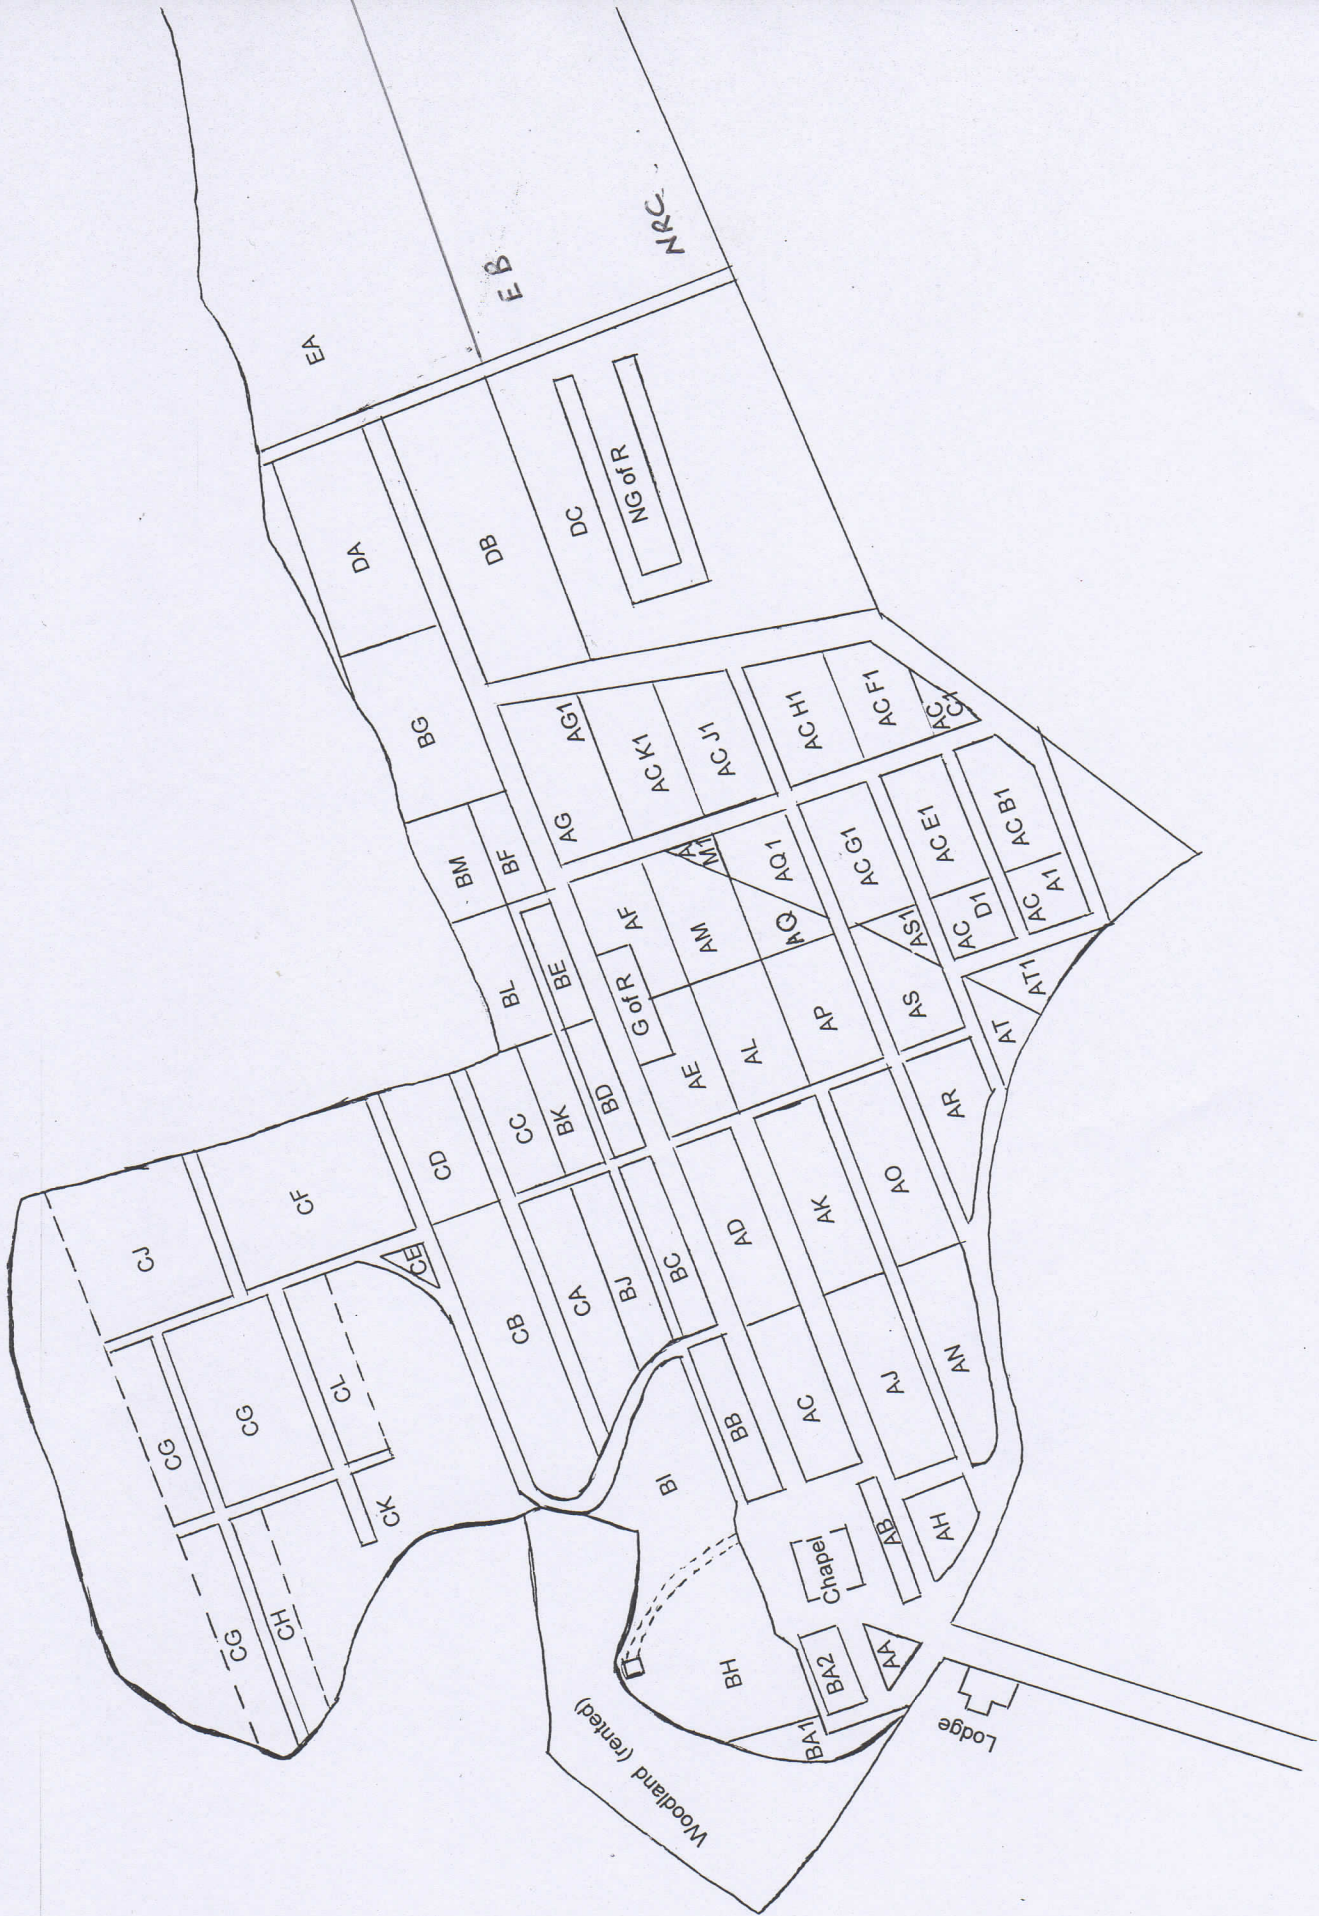 EA
EB
NRC
DA
DB
DC
NG of R
BG
AG1
AG
AC K1
AC J1
AC H1
AC F1
AC
C1
BM
BF
A
M1
AQ1
AC G1
AC E1
AC B1
BL
BE
AF
AM
AQ
AS1
AC
D1
AC
A1
G of R
AE
AL
AP
AS
AT
AT1
CC
BK
BD
AR
CJ
CF
CD
CE
CB
CA
BJ
BC
AD
AK
AO
CG
CG
CL
BB
AC
AJ
AN
CG
CH
CK
BI
BH
Chapel
AB
AH
BA2
AA
BA1
Lodge
Woodland (rented)